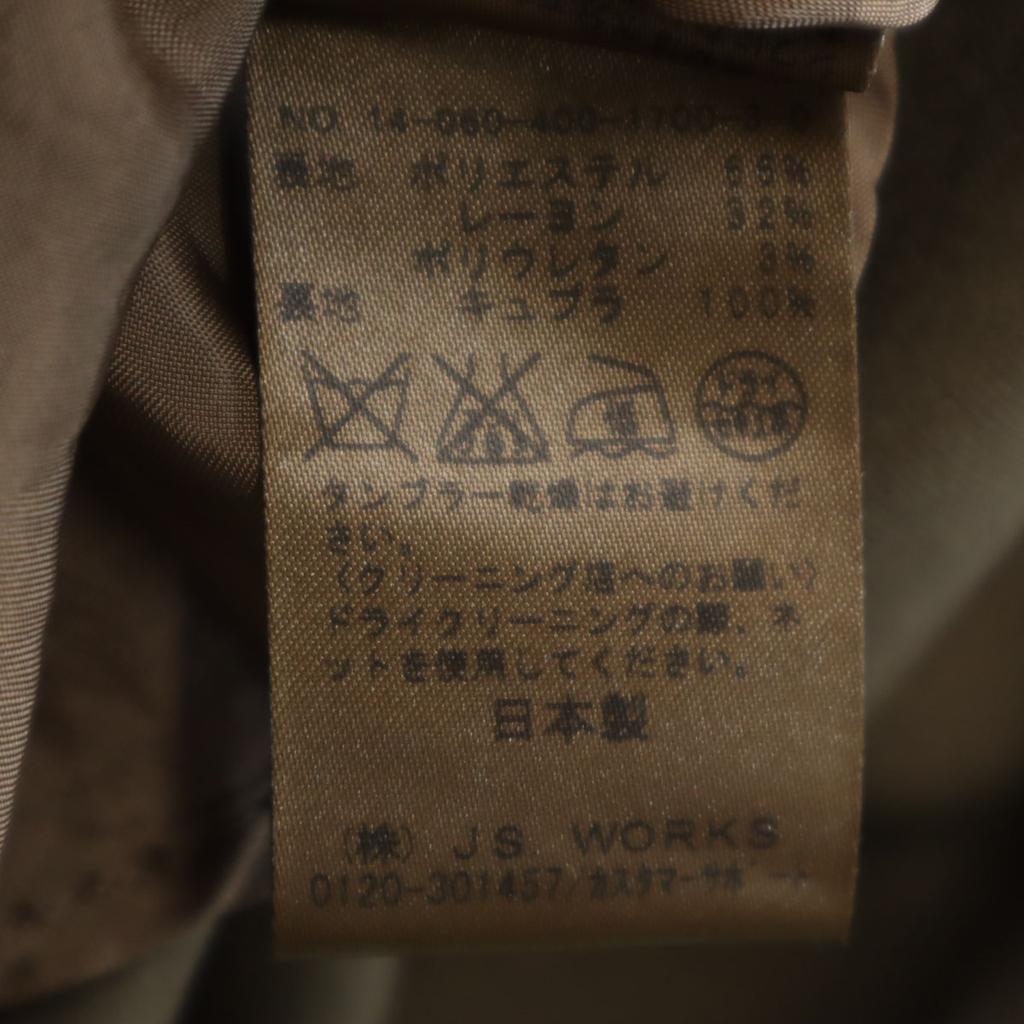 NO. 14-060-400-1700-3-0
表地 ポリエステル 65%
レーヨン 32%
ポリウレタン 3%
裏地 キュプラ 100%
ドライ
タンブラー乾燥はお避けくだ
さい。
〈クリーニング店へのお願い〉
ドライクリーニングの際、ネ
ットを使用してください。
日本製
(株) JS WORKS
0120-301457/カスタマーサポート